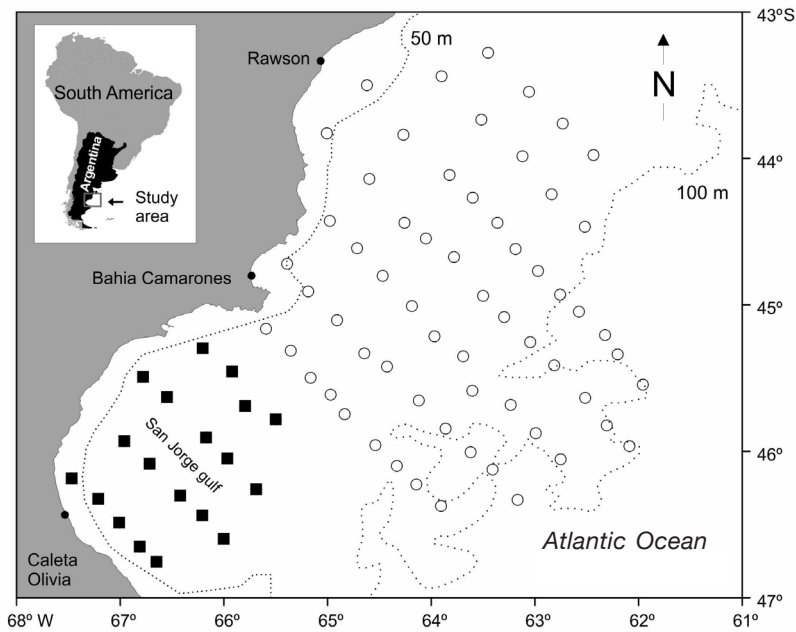 43ºS
50 m
Rawson
N
South America
Argentina
Study
area
44º
100 m
Bahia Camarones
45º
San Jorge gulf
46º
Atlantic Ocean
Caleta
Olivia
47º
68º W
67º
66º
65º
64º
63º
62º
61º